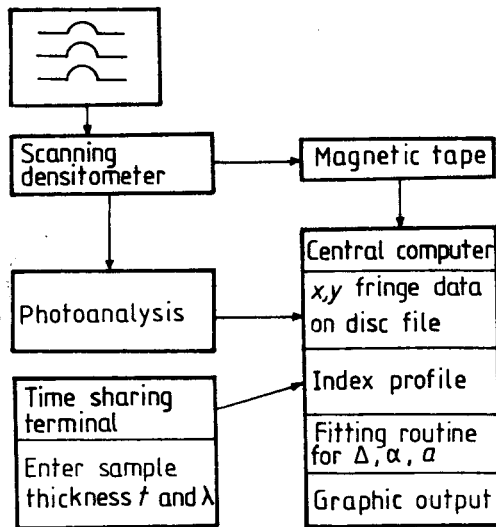 Scanning
densitometer
Magnetic tape
Photoanalysis
Central computer
x,y fringe data
on disc file
Index profile
Fitting routine
for Δ, α, a
Graphic output
Time sharing
terminal
Enter sample
thickness t and λ